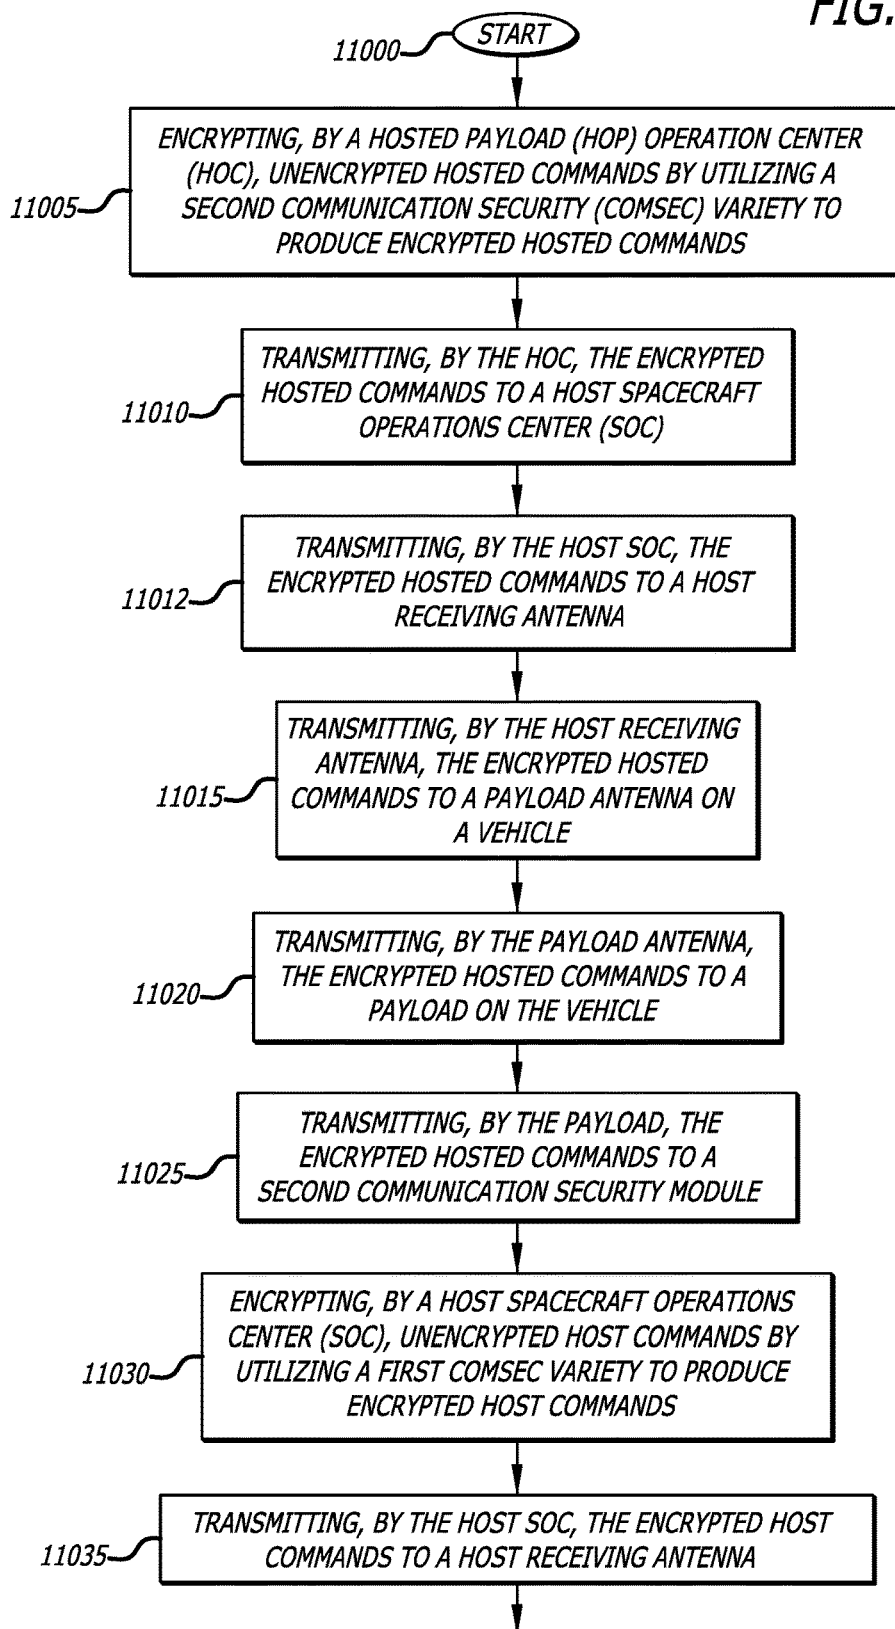 FIG.
11000
START
11005
ENCRYPTING, BY A HOSTED PAYLOAD (HOP) OPERATION CENTER
(HOC), UNENCRYPTED HOSTED COMMANDS BY UTILIZING A
SECOND COMMUNICATION SECURITY (COMSEC) VARIETY TO
PRODUCE ENCRYPTED HOSTED COMMANDS
11010
TRANSMITTING, BY THE HOC, THE ENCRYPTED
HOSTED COMMANDS TO A HOST SPACECRAFT
OPERATIONS CENTER (SOC)
11012
TRANSMITTING, BY THE HOST SOC, THE
ENCRYPTED HOSTED COMMANDS TO A HOST
RECEIVING ANTENNA
11015
TRANSMITTING, BY THE HOST RECEIVING
ANTENNA, THE ENCRYPTED HOSTED
COMMANDS TO A PAYLOAD ANTENNA ON
A VEHICLE
11020
TRANSMITTING, BY THE PAYLOAD ANTENNA,
THE ENCRYPTED HOSTED COMMANDS TO A
PAYLOAD ON THE VEHICLE
11025
TRANSMITTING, BY THE PAYLOAD, THE
ENCRYPTED HOSTED COMMANDS TO A
SECOND COMMUNICATION SECURITY MODULE
11030
ENCRYPTING, BY A HOST SPACECRAFT OPERATIONS
CENTER (SOC), UNENCRYPTED HOST COMMANDS BY
UTILIZING A FIRST COMSEC VARIETY TO PRODUCE
ENCRYPTED HOST COMMANDS
11035
TRANSMITTING, BY THE HOST SOC, THE ENCRYPTED HOST
COMMANDS TO A HOST RECEIVING ANTENNA